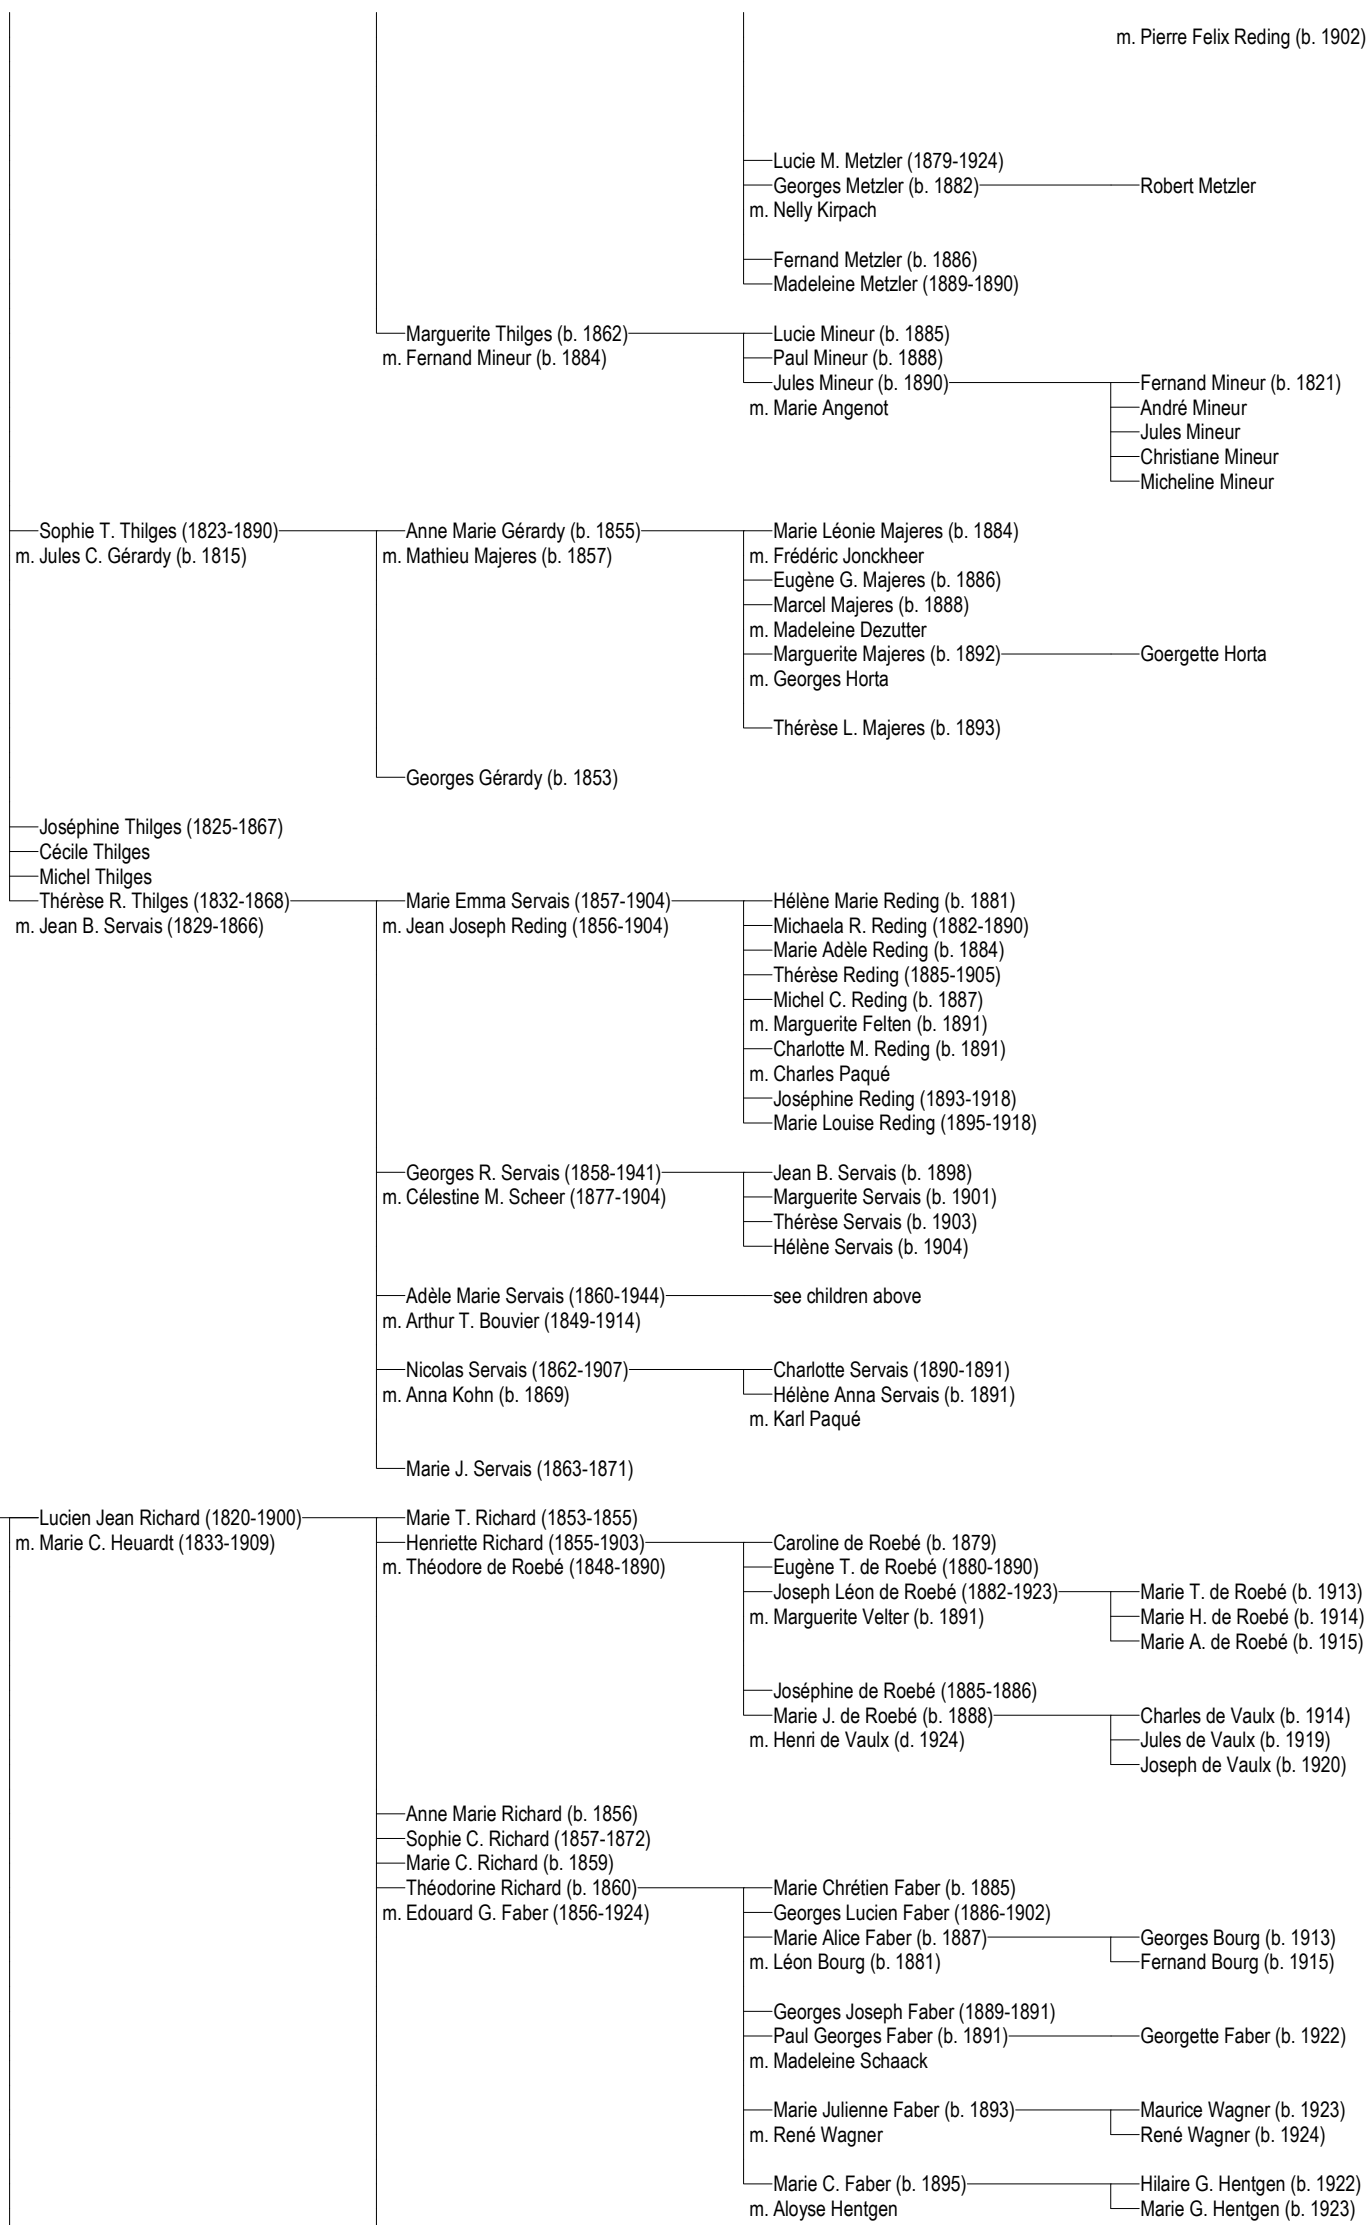 m. Pierre Felix Reding (b. 1902)
Lucie M. Metzler (1879-1924)
Georges Metzler (b. 1882) Robert Metzler
m. Nelly Kirpach
Fernand Metzler (b. 1886)
Madeleine Metzler (1889-1890)
Marguerite Thilges (b. 1862) Lucie Mineur (b. 1885)
m. Fernand Mineur (b. 1884) Paul Mineur (b. 1888)
Jules Mineur (b. 1890) Fernand Mineur (b. 1821)
m. Marie Angenot André Mineur
Jules Mineur
Christiane Mineur
Micheline Mineur
Sophie T. Thilges (1823-1890) Anne Marie Gérardy (b. 1855) Marie Léonie Majeres (b. 1884)
m. Jules C. Gérardy (b. 1815) m. Mathieu Majeres (b. 1857) m. Frédéric Jonckheer
Eugène G. Majeres (b. 1886)
Marcel Majeres (b. 1888)
m. Madeleine Dezutter
Marguerite Majeres (b. 1892) Goergette Horta
m. Georges Horta
Thérèse L. Majeres (b. 1893)
Georges Gérardy (b. 1853)
Joséphine Thilges (1825-1867)
Cécile Thilges
Michel Thilges
Thérèse R. Thilges (1832-1868) Marie Emma Servais (1857-1904) Hélène Marie Reding (b. 1881)
m. Jean B. Servais (1829-1866) m. Jean Joseph Reding (1856-1904) Michaela R. Reding (1882-1890)
Marie Adèle Reding (b. 1884)
Thérèse Reding (1885-1905)
Michel C. Reding (b. 1887)
m. Marguerite Felten (b. 1891)
Charlotte M. Reding (b. 1891)
m. Charles Paqué
Joséphine Reding (1893-1918)
Marie Louise Reding (1895-1918)
Georges R. Servais (1858-1941) Jean B. Servais (b. 1898)
m. Célestine M. Scheer (1877-1904) Marguerite Servais (b. 1901)
Thérèse Servais (b. 1903)
Hélène Servais (b. 1904)
Adèle Marie Servais (1860-1944) see children above
m. Arthur T. Bouvier (1849-1914)
Nicolas Servais (1862-1907) Charlotte Servais (1890-1891)
m. Anna Kohn (b. 1869) Hélène Anna Servais (b. 1891)
m. Karl Paqué
Marie J. Servais (1863-1871)
Lucien Jean Richard (1820-1900) Marie T. Richard (1853-1855)
m. Marie C. Heuardt (1833-1909) Henriette Richard (1855-1903) Caroline de Roebé (b. 1879)
m. Théodore de Roebé (1848-1890) Eugène T. de Roebé (1880-1890)
Joseph Léon de Roebé (1882-1923) Marie T. de Roebé (b. 1913)
m. Marguerite Velter (b. 1891) Marie H. de Roebé (b. 1914)
Marie A. de Roebé (b. 1915)
Joséphine de Roebé (1885-1886)
Marie J. de Roebé (b. 1888) Charles de Vaulx (b. 1914)
m. Henri de Vaulx (d. 1924) Jules de Vaulx (b. 1919)
Joseph de Vaulx (b. 1920)
Anne Marie Richard (b. 1856)
Sophie C. Richard (1857-1872)
Marie C. Richard (b. 1859)
Théodorine Richard (b. 1860) Marie Chrétien Faber (b. 1885)
m. Edouard G. Faber (1856-1924) Georges Lucien Faber (1886-1902)
Marie Alice Faber (b. 1887) Georges Bourg (b. 1913)
m. Léon Bourg (b. 1881) Fernand Bourg (b. 1915)
Georges Joseph Faber (1889-1891)
Paul Georges Faber (b. 1891) Georgette Faber (b. 1922)
m. Madeleine Schaack
Marie Julienne Faber (b. 1893) Maurice Wagner (b. 1923)
m. René Wagner René Wagner (b. 1924)
Marie C. Faber (b. 1895) Hilaire G. Hentgen (b. 1922)
m. Aloyse Hentgen Marie G. Hentgen (b. 1923)